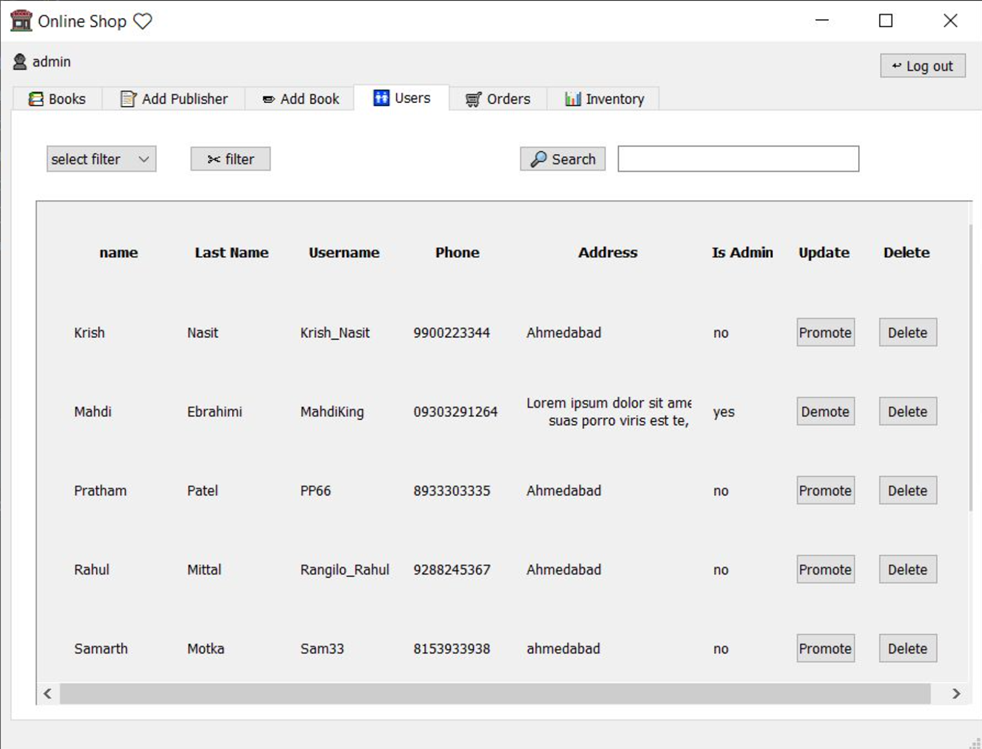 Online Shop
admin
Log out
Books Add Publisher Add Book Users Orders Inventory
select filter filter Search
name Last Name Username Phone Address Is Admin Update Delete
Krish Nasit Krish_Nasit 9900223344 Ahmedabad no Promote Delete
Mahdi Ebrahimi MahdiKing 09303291264 Lorem ipsum dolor sit ame yes Demote Delete
suas porro viris est te,
Pratham Patel PP66 8933303335 Ahmedabad no Promote Delete
Rahul Mittal Rangilo_Rahul 9288245367 Ahmedabad no Promote Delete
Samarth Motka Sam33 8153933938 ahmedabad no Promote Delete